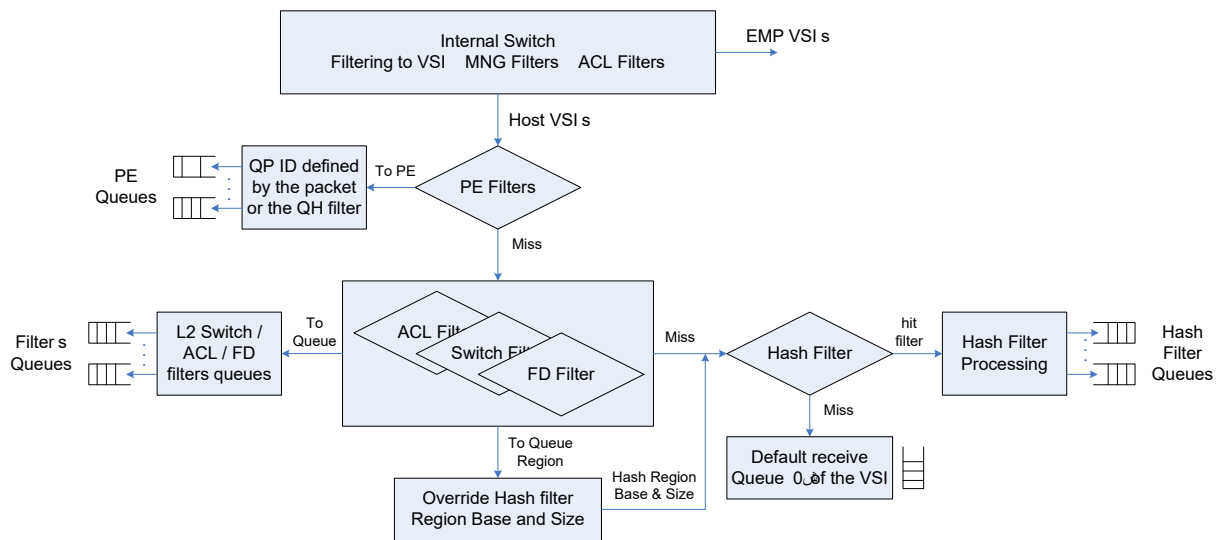 Internal Switch
Filtering to VSI MNG Filters ACL Filters
EMP VSI s
Host VSI s
PE Filters
To PE
QP ID defined
by the packet
or the QH filter
PE
Queues
Miss
ACL Filte
Switch Filt
FD Filter
To
Queue
L2 Switch /
ACL / FD
filters queues
Filter s
Queues
Miss
Hash Filter
hit
filter
Hash Filter
Processing
Hash
Filter
Queues
Miss
Default receive
Queue 0 of the VSI
To Queue
Region
Override Hash filter
Region Base and Size
Hash Region
Base & Size